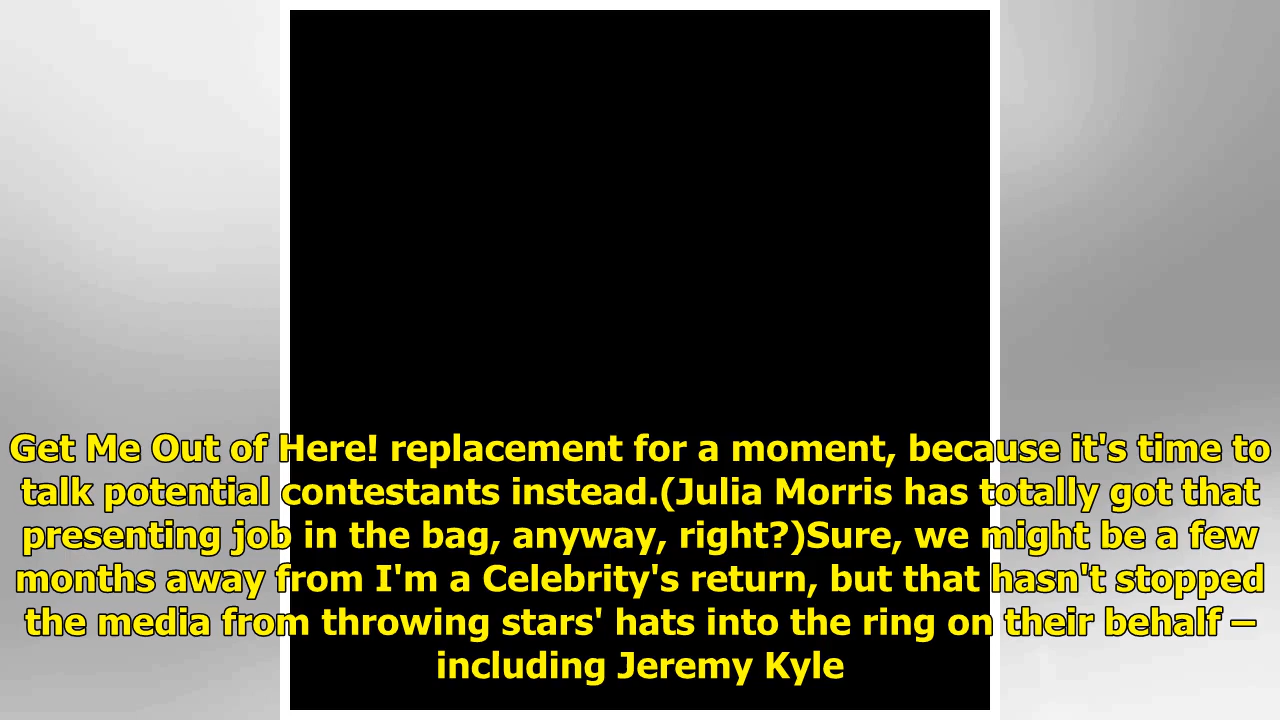 Get Me Out of Here! replacement for a moment, because it's time to
talk potential contestants instead.(Julia Morris has totally got that
presenting job in the bag, anyway, right?)Sure, we might be a few
months away from I'm a Celebrity's return, but that hasn't stopped
the media from throwing stars' hats into the ring on their behalf –
including Jeremy Kyle